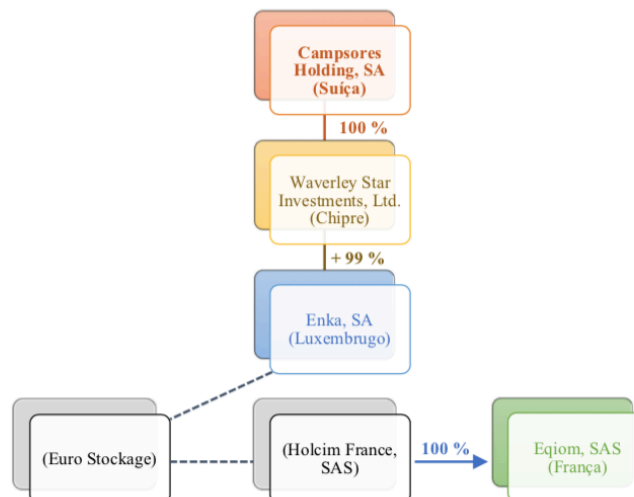 Campsores
Holding, SA
(Suíça)
100 %
Waverley Star
Investments, Ltd.
(Chipre)
+ 99 %
Enka, SA
(Luxembrugo)
(Euro Stockage)
(Holcim France,
SAS)
100 %
Eqiom, SAS
(França)